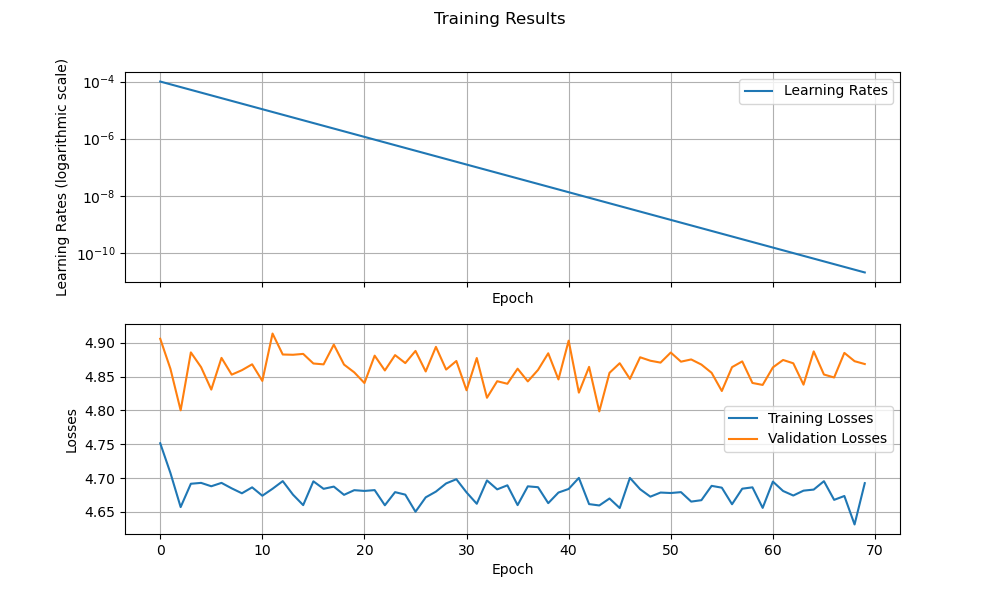 Training Results
Learning Rates (logarithmic scale)
10⁻⁴
10⁻⁶
10⁻⁸
10⁻¹⁰
Learning Rates
Epoch
Losses
4.90
4.85
4.80
4.75
4.70
4.65
Training Losses
Validation Losses
0 10 20 30 40 50 60 70
Epoch